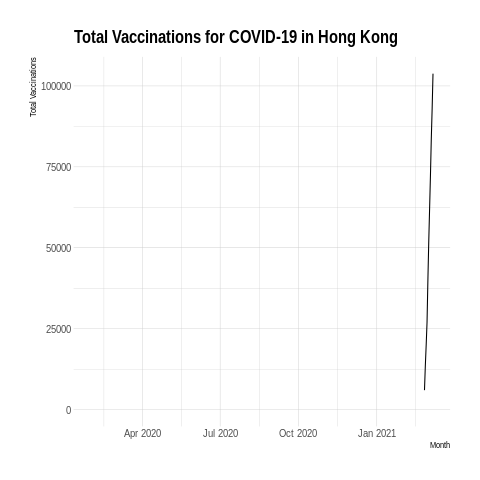 Total Vaccinations for COVID-19 in Hong Kong
Total Vaccinations
100000
75000
50000
25000
0
Apr 2020 Jul 2020 Oct 2020 Jan 2021
Month